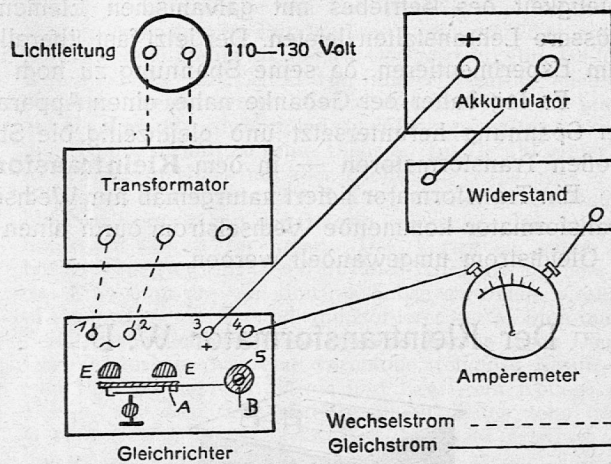 Lichtleitung 110—130 Volt
+
Akkumulator
Transformator
Widerstand
1 2 3 4
+ −
5
E E
A B
Ampèremeter
Gleichrichter
Wechselstrom
Gleichstrom